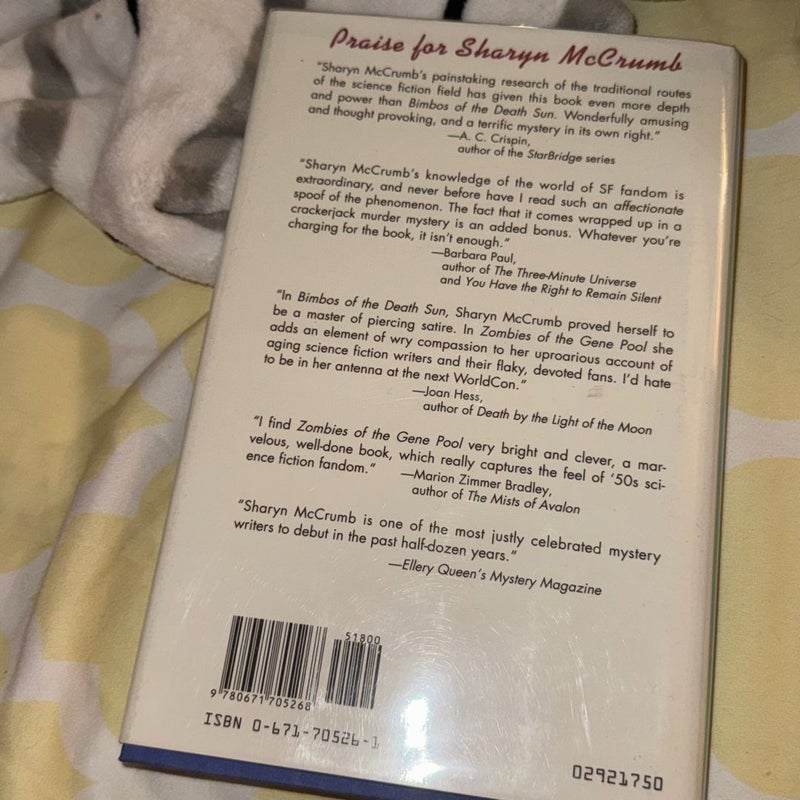 Praise for Sharyn McCrumb
"Sharyn McCrumb's painstaking research of the traditional routes
of the science fiction field has given this book even more depth
and power than Bimbos of the Death Sun. Wonderfully amusing
and thought provoking, and a terrific mystery in its own right."
—A. C. Crispin,
author of the StarBridge series
"Sharyn McCrumb's knowledge of the world of SF fandom is
extraordinary, and never before have I read such an affectionate
spoof of the phenomenon. The fact that it comes wrapped up in a
crackerjack murder mystery is an added bonus. Whatever you're
charging for the book, it isn't enough."
—Barbara Paul,
author of The Three-Minute Universe
and You Have the Right to Remain Silent
"In Bimbos of the Death Sun, Sharyn McCrumb proved herself to
be a master of piercing satire. In Zombies of the Gene Pool she
adds an element of wry compassion to her uproarious account of
aging science fiction writers and their flaky, devoted fans. I'd hate
to be in her antenna at the next WorldCon."
—Joan Hess,
author of Death by the Light of the Moon
"I find Zombies of the Gene Pool very bright and clever, a mar-
velous, well-done book, which really captures the feel of '50s sci-
ence fiction fandom."
—Marion Zimmer Bradley,
author of The Mists of Avalon
"Sharyn McCrumb is one of the most justly celebrated mystery
writers to debut in the past half-dozen years."
—Ellery Queen's Mystery Magazine
51800
9 780671 705268
ISBN 0-671-70526-1
02921750